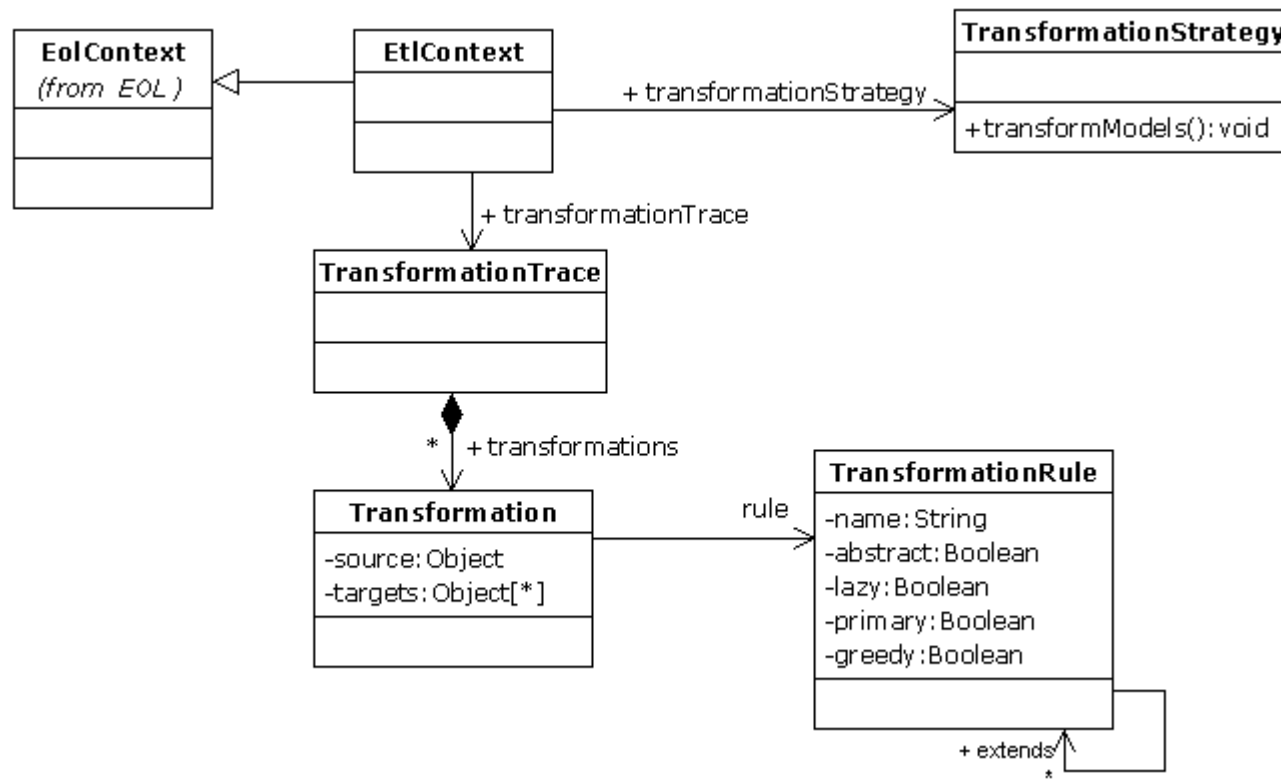 EolContext
(from EOL)
EtlContext
TransformationStrategy
+transformModels():void
+ transformationStrategy
+ transformationTrace
TransformationTrace
* + transformations
Transformation
-source:Object
-targets:Object[*]
rule
TransformationRule
-name:String
-abstract:Boolean
-lazy:Boolean
-primary:Boolean
-greedy:Boolean
+ extends
*